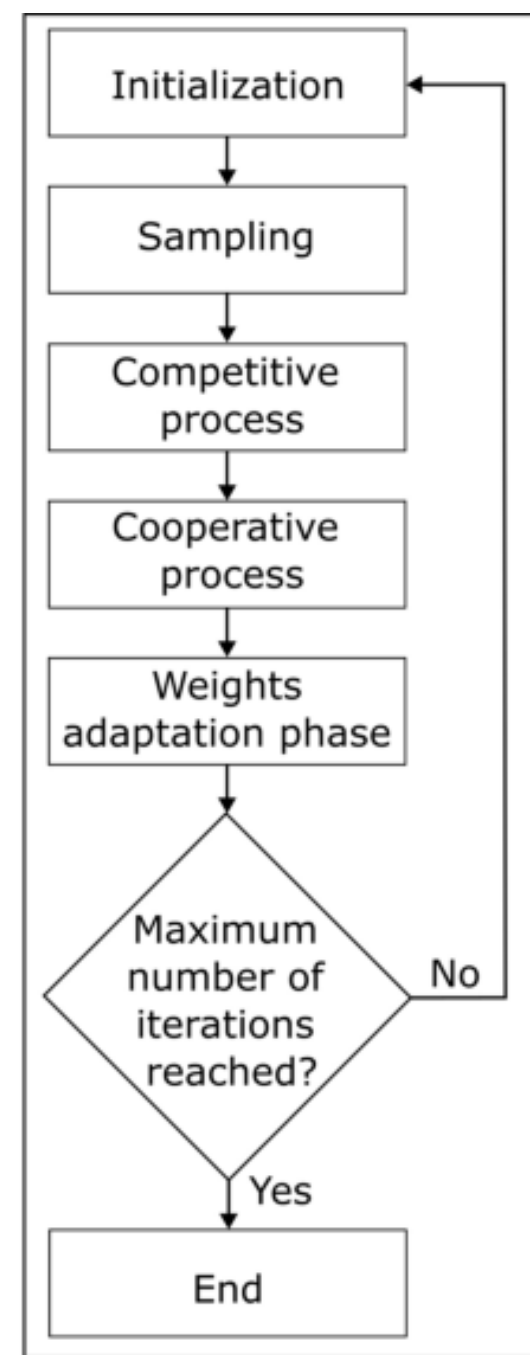 Initialization
Sampling
Competitive
process
Cooperative
process
Weights
adaptation phase
Maximum
number of
iterations
reached?
No
Yes
End